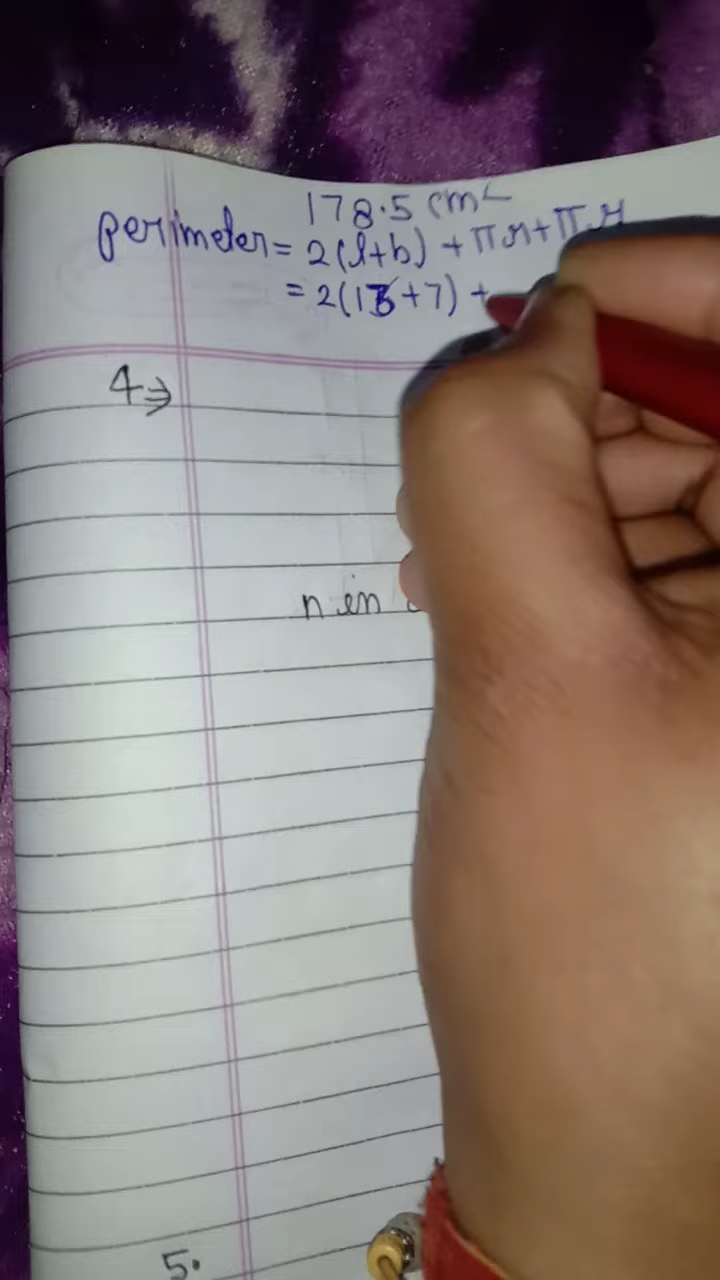 178.5 cm²
perimeter = 2(l+b) + πr + πr
= 2(13+7) +
4⇒
n in
5.